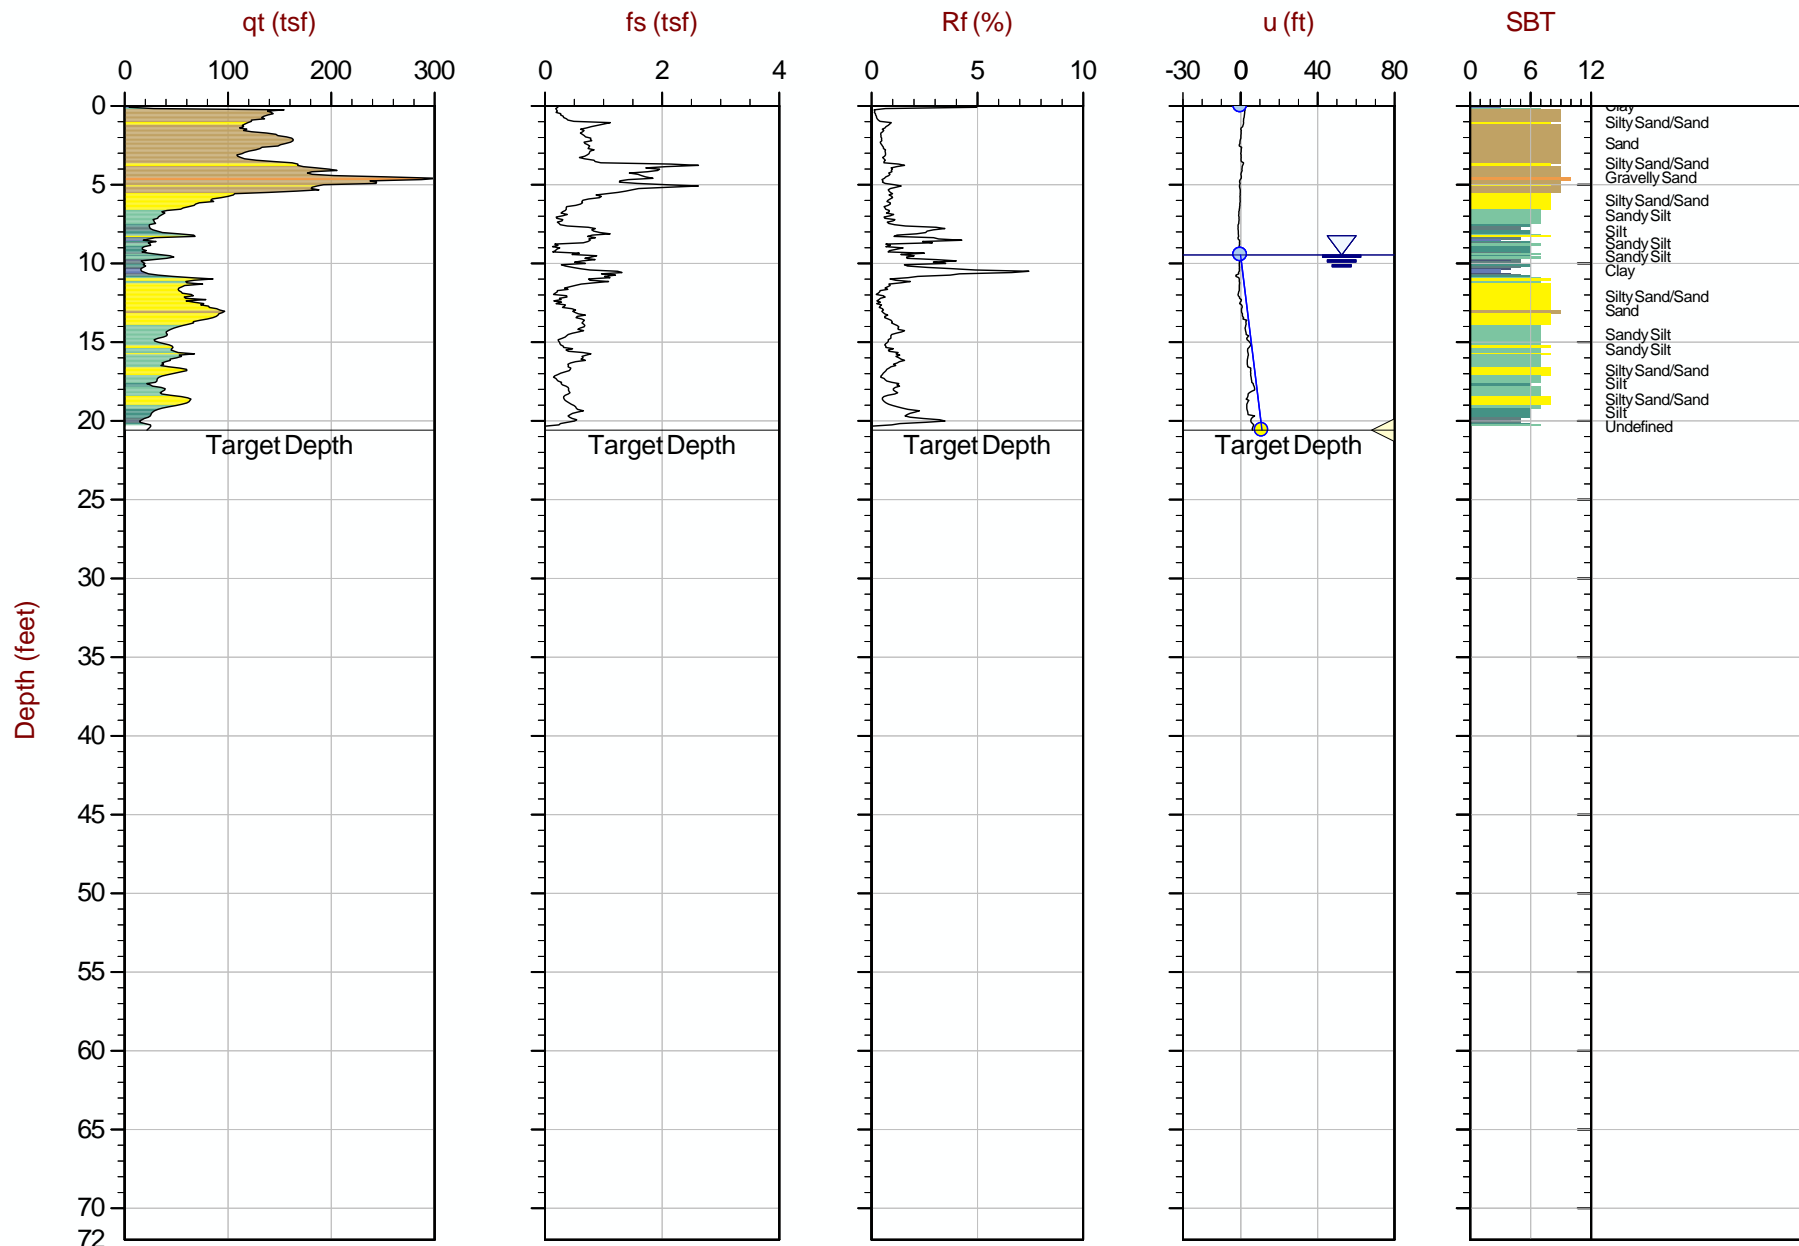 qt (tsf) fs (tsf) Rf (%) u (ft) SBT
0 100 200 300 0 2 4 0 5 10 -30 0 40 80 0 6 12
0
Clay
Silty Sand/Sand
Sand
Silty Sand/Sand
Gravelly Sand
5
Silty Sand/Sand
Sandy Silt
Silt
Sandy Silt
Sandy Silt
10
Clay
Silty Sand/Sand
Sand
Sandy Silt
15
Sandy Silt
Silty Sand/Sand
Silt
Silty Sand/Sand
Silt
20
Undefined
Target Depth Target Depth Target Depth Target Depth
25
30
35
Depth (feet)
40
45
50
55
60
65
70
72